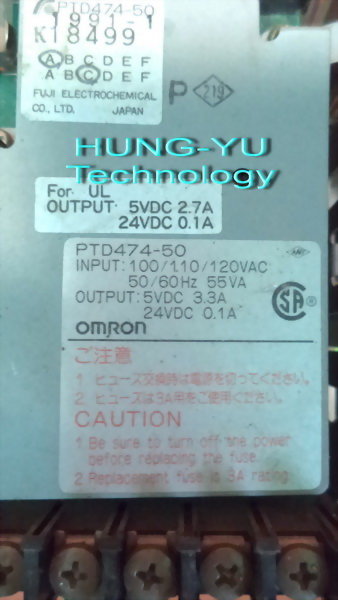 PTD474-50
1991-1
K18499
A B C D E F
A B C D E F
FUJI ELECTROCHEMICAL
CO., LTD. JAPAN
P 219
HUNG-YU
Technology
For UL
OUTPUT: 5VDC 2.7A
24VDC 0.1A
PTD474-50
INPUT: 100/110/120VAC
50/60Hz 55VA
OUTPUT: 5VDC 3.3A
24VDC 0.1A
SA ®
omron
ご注意
1 ヒューズ交換時は電源を切ってください。
2 ヒューズは3A用をご使用ください。
CAUTION
1 Be sure to turn off the power
before replacing the fuse.
2 Replacement fuse is 3A rating.